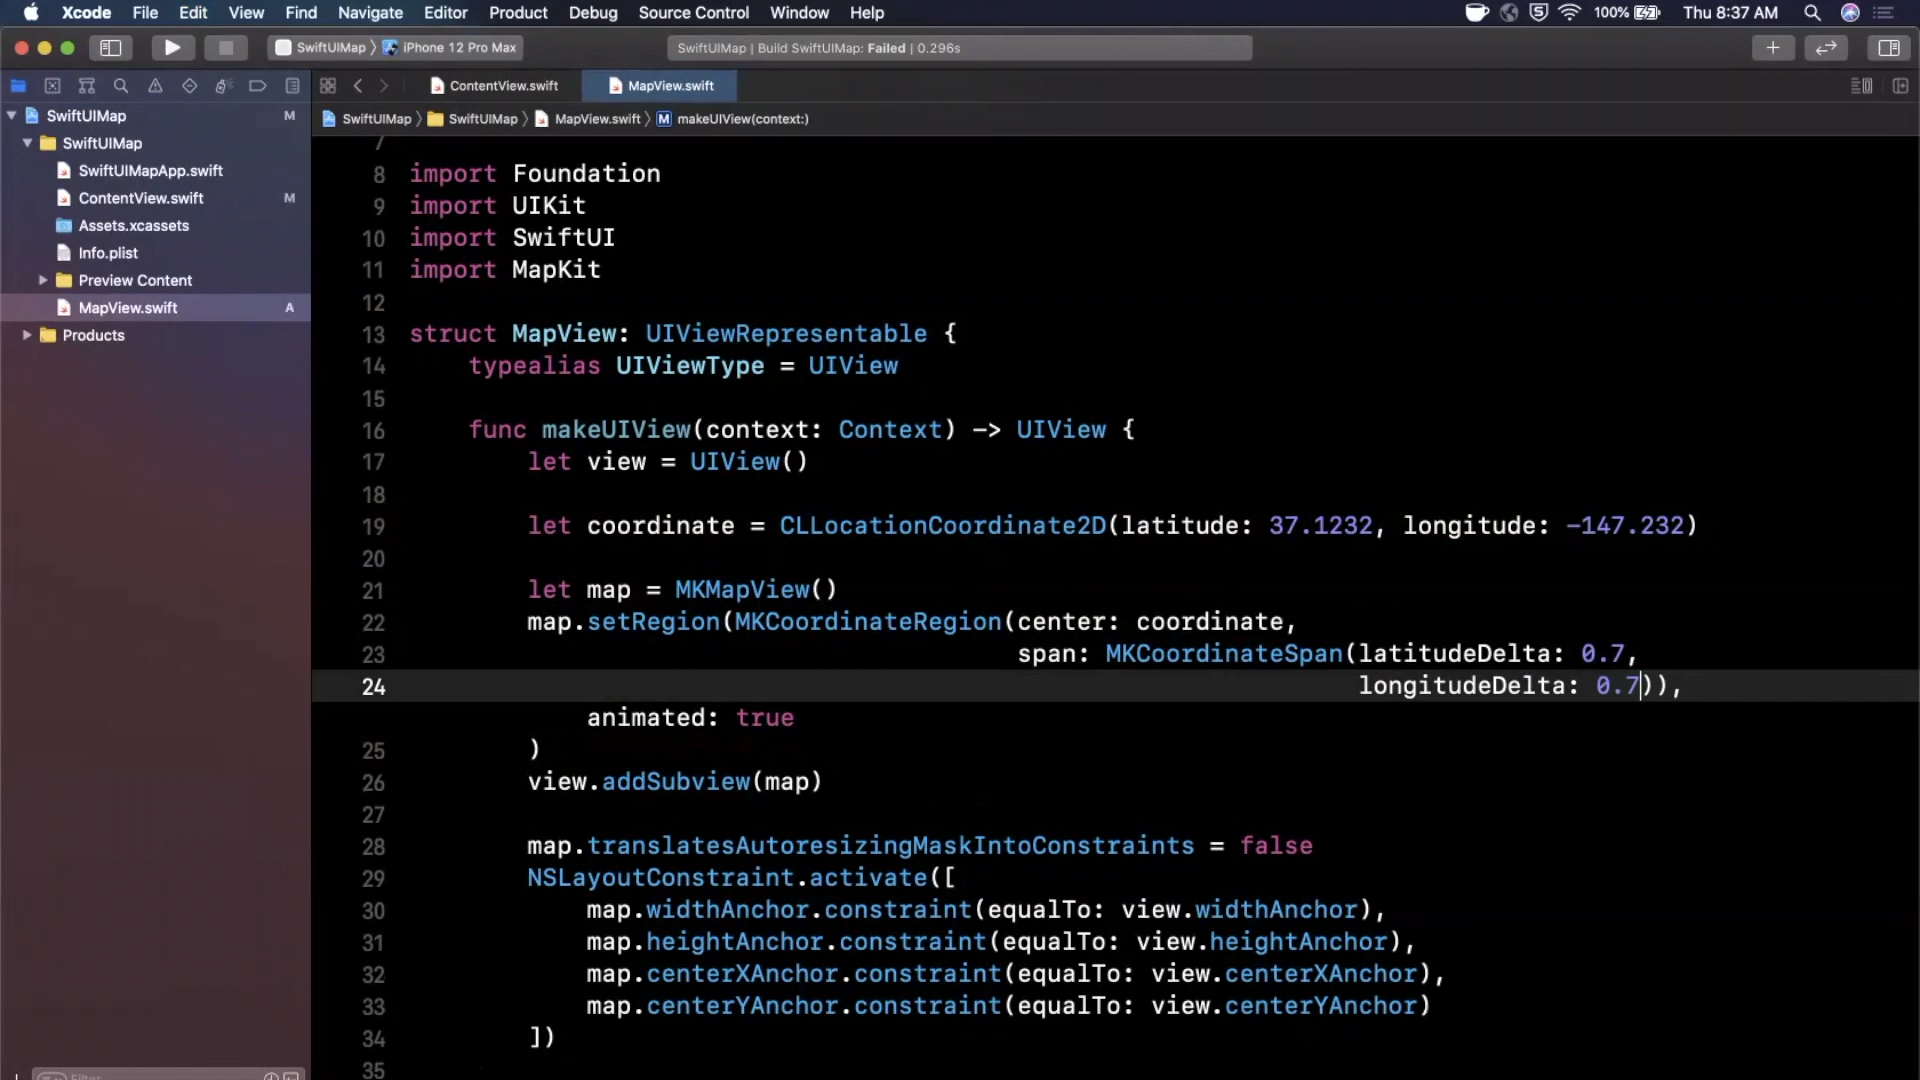 Xcode File Edit View Find Navigate Editor Product Debug Source Control Window Help 100% Thu 8:37 AM
SwiftUIMap 〉 iPhone 12 Pro Max SwiftUIMap | Build SwiftUIMap: Failed | 0.296s
ContentView.swift MapView.swift
SwiftUIMap 〉 SwiftUIMap 〉 MapView.swift 〉 M makeUIView(context:)
SwiftUIMap M
SwiftUIMap
SwiftUIMapApp.swift
ContentView.swift M
Assets.xcassets
Info.plist
Preview Content
MapView.swift A
Products
Filter
7
8 import Foundation
9 import UIKit
10 import SwiftUI
11 import MapKit
12
13 struct MapView: UIViewRepresentable {
14 typealias UIViewType = UIView
15
16 func makeUIView(context: Context) -> UIView {
17 let view = UIView()
18
19 let coordinate = CLLocationCoordinate2D(latitude: 37.1232, longitude: -147.232)
20
21 let map = MKMapView()
22 map.setRegion(MKCoordinateRegion(center: coordinate,
23 span: MKCoordinateSpan(latitudeDelta: 0.7,
24 longitudeDelta: 0.7)),
animated: true
25 )
26 view.addSubview(map)
27
28 map.translatesAutoresizingMaskIntoConstraints = false
29 NSLayoutConstraint.activate([
30 map.widthAnchor.constraint(equalTo: view.widthAnchor),
31 map.heightAnchor.constraint(equalTo: view.heightAnchor),
32 map.centerXAnchor.constraint(equalTo: view.centerXAnchor),
33 map.centerYAnchor.constraint(equalTo: view.centerYAnchor)
34 ])
35